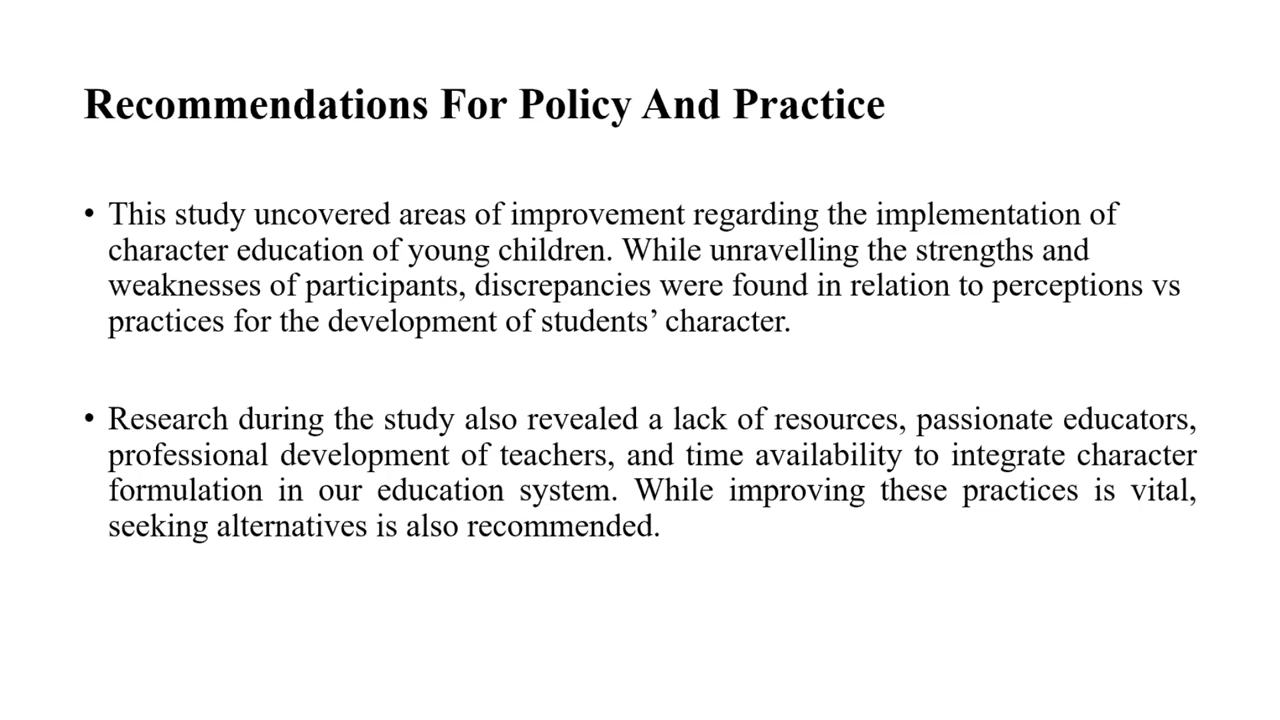 Recommendations For Policy And Practice
• This study uncovered areas of improvement regarding the implementation of
character education of young children. While unravelling the strengths and
weaknesses of participants, discrepancies were found in relation to perceptions vs
practices for the development of students’ character.
• Research during the study also revealed a lack of resources, passionate educators,
professional development of teachers, and time availability to integrate character
formulation in our education system. While improving these practices is vital,
seeking alternatives is also recommended.